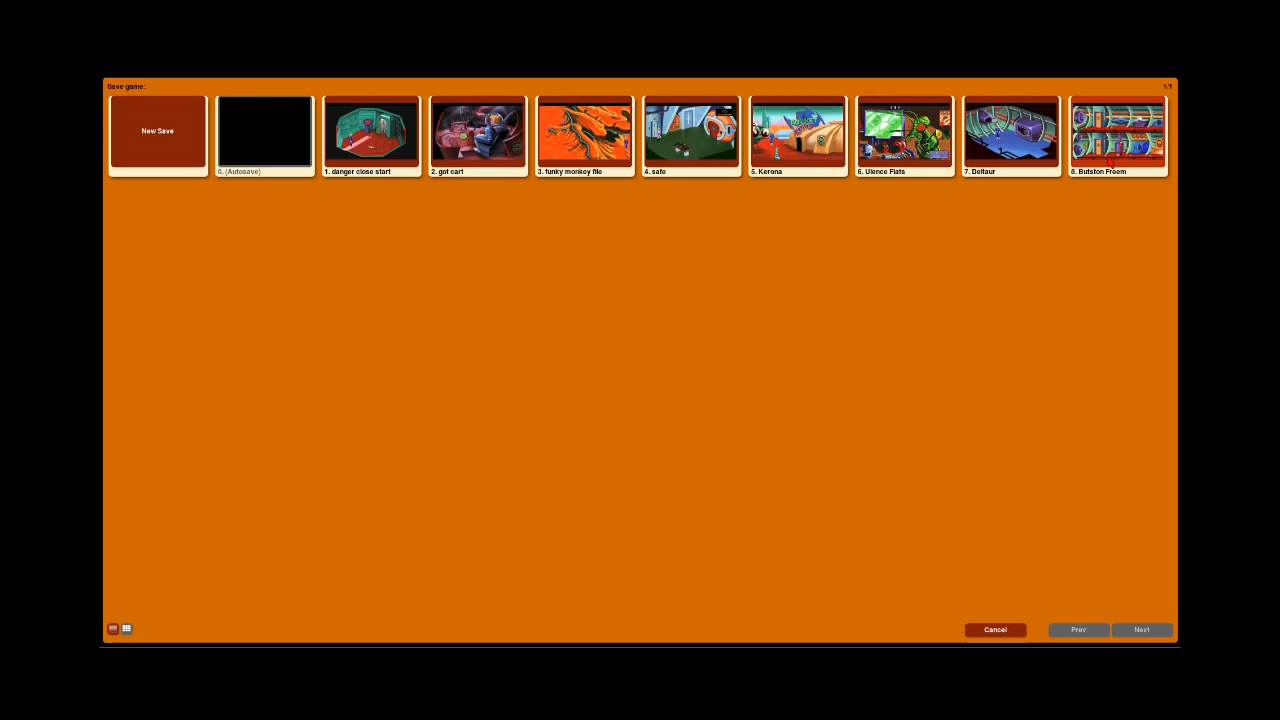 Save game:
1/1
New Save
0. (Autosave)
1. danger close start
2. got cart
3. funky monkey file
4. safe
5. Kerona
6. Ulence Flats
7. Deltaur
8. Butston Freem
Cancel
Prev
Next